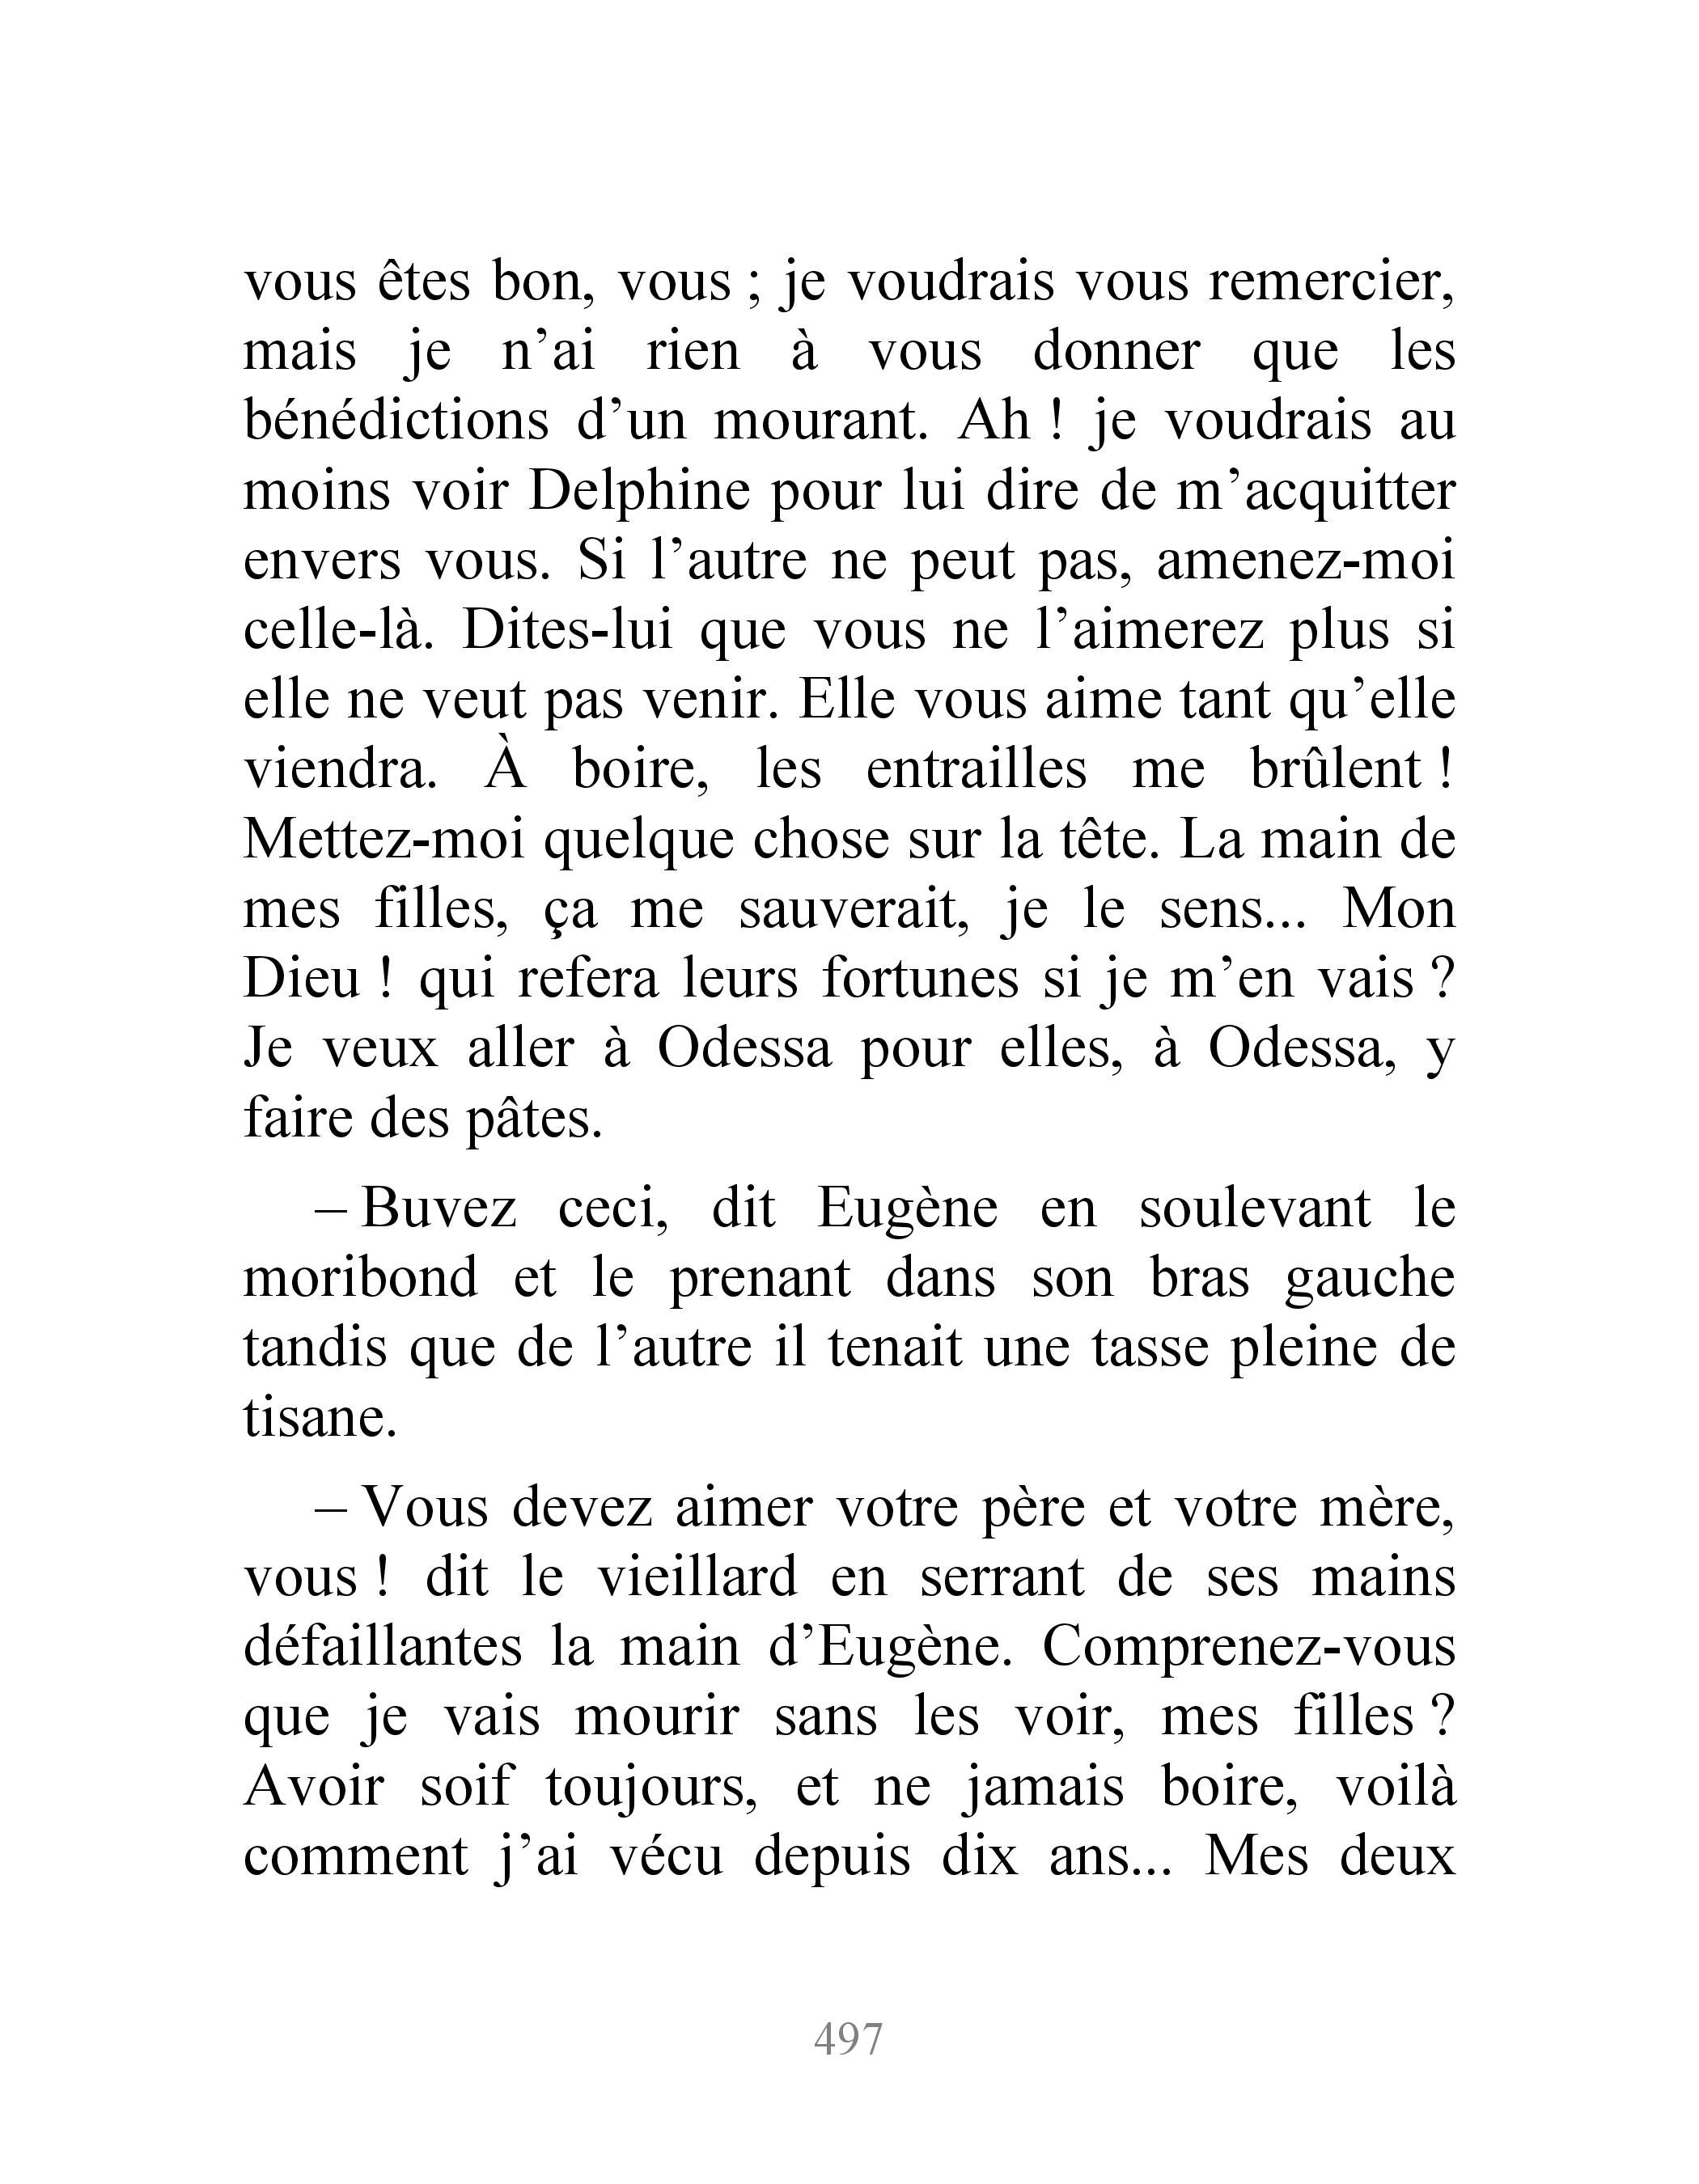 vous êtes bon, vous ; je voudrais vous remercier,
mais je n’ai rien à vous donner que les
bénédictions d’un mourant. Ah ! je voudrais au
moins voir Delphine pour lui dire de m’acquitter
envers vous. Si l’autre ne peut pas, amenez-moi
celle-là. Dites-lui que vous ne l’aimerez plus si
elle ne veut pas venir. Elle vous aime tant qu’elle
viendra. À boire, les entrailles me brûlent !
Mettez-moi quelque chose sur la tête. La main de
mes filles, ça me sauverait, je le sens... Mon
Dieu ! qui refera leurs fortunes si je m’en vais ?
Je veux aller à Odessa pour elles, à Odessa, y
faire des pâtes.
– Buvez ceci, dit Eugène en soulevant le
moribond et le prenant dans son bras gauche
tandis que de l’autre il tenait une tasse pleine de
tisane.
– Vous devez aimer votre père et votre mère,
vous ! dit le vieillard en serrant de ses mains
défaillantes la main d’Eugène. Comprenez-vous
que je vais mourir sans les voir, mes filles ?
Avoir soif toujours, et ne jamais boire, voilà
comment j’ai vécu depuis dix ans... Mes deux
497